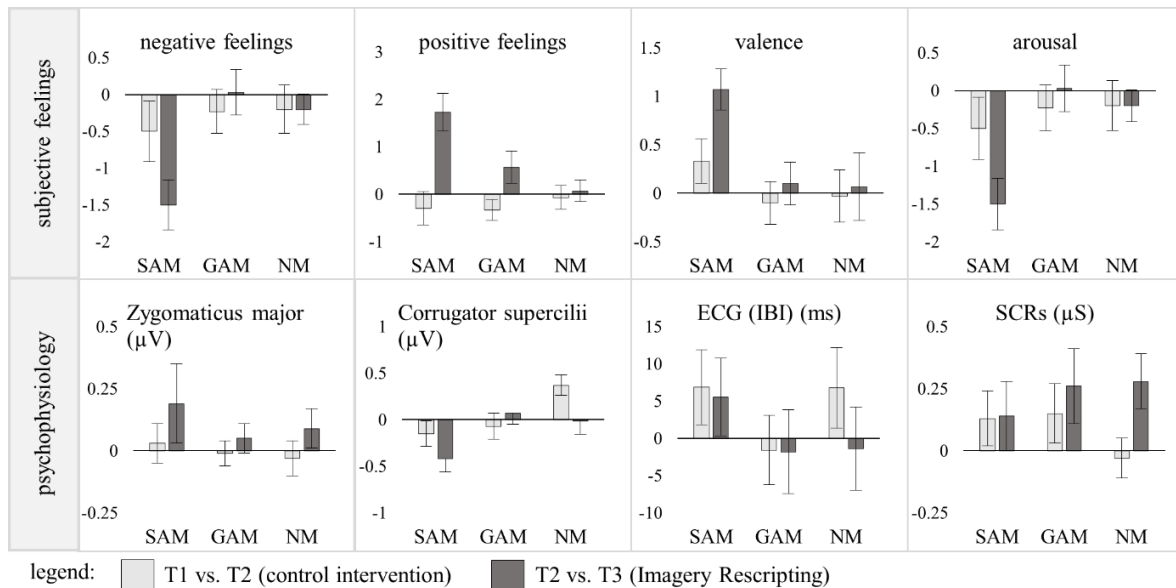 subjective feelings
negative feelings
0.5
0
-0.5
-1
-1.5
-2
SAM GAM NM
positive feelings
3
2
1
0
-1
SAM GAM NM
valence
1.5
1
0.5
0
-0.5
SAM GAM NM
arousal
0.5
0
-0.5
-1
-1.5
-2
SAM GAM NM
psychophysiology
Zygomaticus major
(µV)
0.5
0.25
0
-0.25
SAM GAM NM
Corrugator supercilii
(µV)
1
0.5
0
-0.5
-1
SAM GAM NM
ECG (IBI) (ms)
15
10
5
0
-5
-10
SAM GAM NM
SCRs (µS)
0.5
0.25
0
-0.25
SAM GAM NM
legend: T1 vs. T2 (control intervention) T2 vs. T3 (Imagery Rescripting)